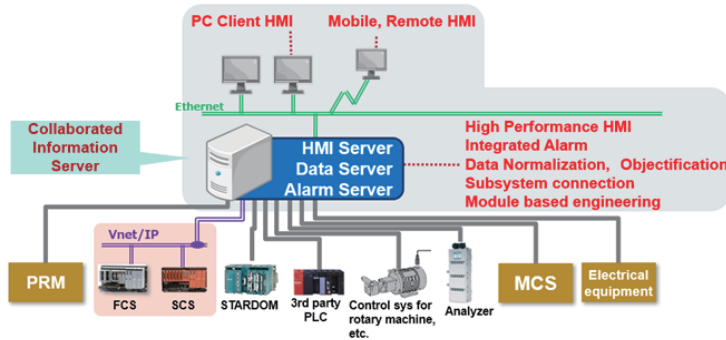 PC Client HMI
Mobile, Remote HMI
Ethernet
Collaborated
Information
Server
HMI Server
Data Server
Alarm Server
High Performance HMI
Integrated Alarm
Data Normalization, Objectification
Subsystem connection
Module based engineering
Vnet/IP
PRM
FCS
SCS
STARDOM
3rd party
PLC
Control sys for
rotary machine,
etc.
Analyzer
MCS
Electrical
equipment